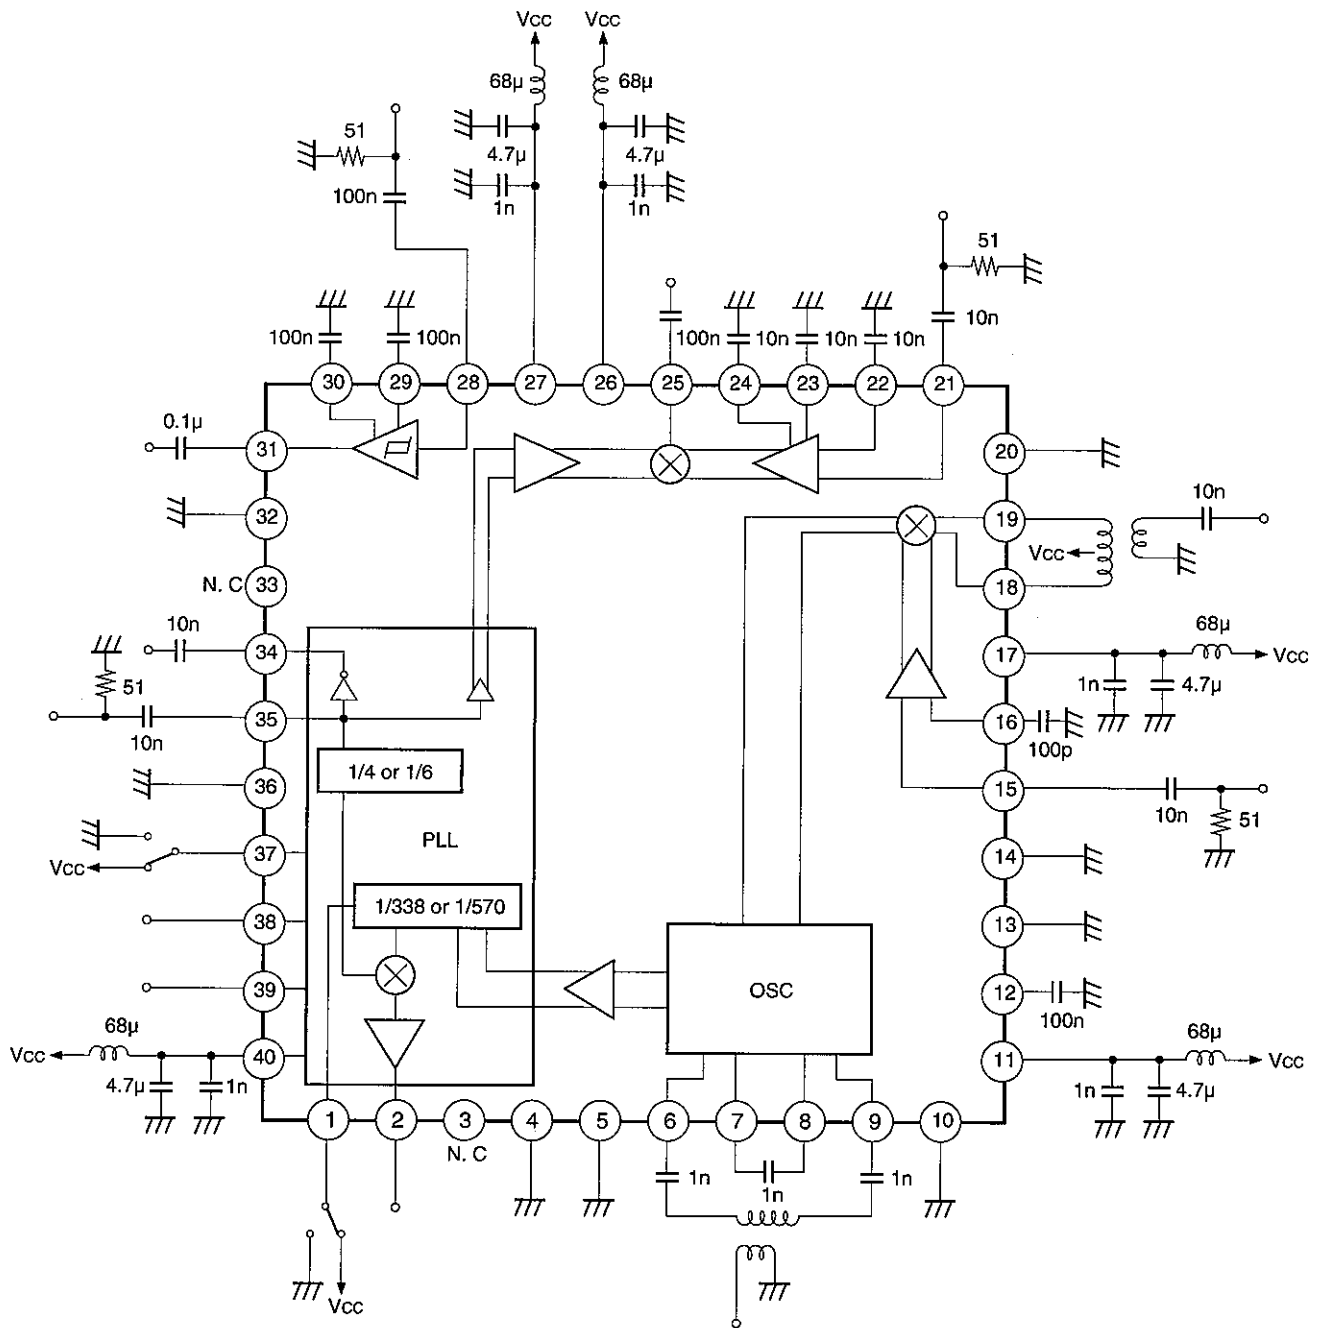 Vcc Vcc
68μ 68μ
51
4.7μ 4.7μ
100n
1n 1n
51
100n 100n 100n 10n 10n 10n 10n
30 29 28 27 26 25 24 23 22 21
0.1μ
31
20
32
10n
19
Vcc
N. C 33
18
10n
34
68μ
17
Vcc
51
1n 4.7μ
35
16
10n
100p
1/4 or 1/6
36
15
10n 51
PLL
37
Vcc
14
1/338 or 1/570
38
13
OSC
39
12
100n
68μ
Vcc
40
68μ
11
Vcc
4.7μ 1n
1n 4.7μ
1 2 3 4 5 6 7 8 9 10
N. C
1n 1n 1n
Vcc